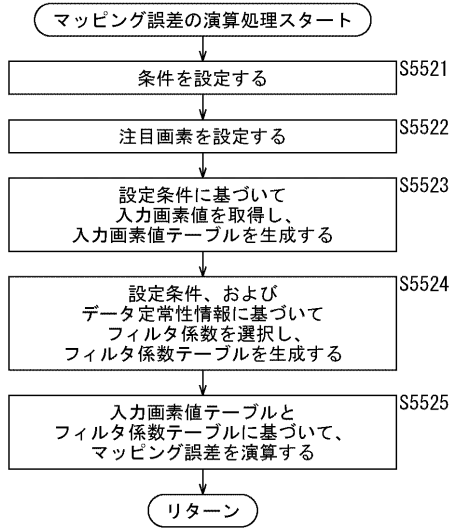 マッピング誤差の演算処理スタート
条件を設定する
S5521
注目画素を設定する
S5522
設定条件に基づいて
入力画素値を取得し、
入力画素値テーブルを生成する
S5523
設定条件、および
データ定常性情報に基づいて
フィルタ係数を選択し、
フィルタ係数テーブルを生成する
S5524
入力画素値テーブルと
フィルタ係数テーブルに基づいて、
マッピング誤差を演算する
S5525
リターン